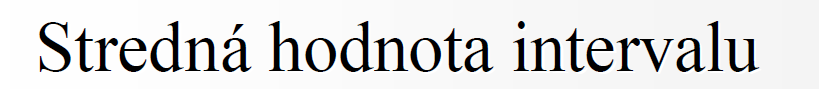 Stredná hodnota intervalu